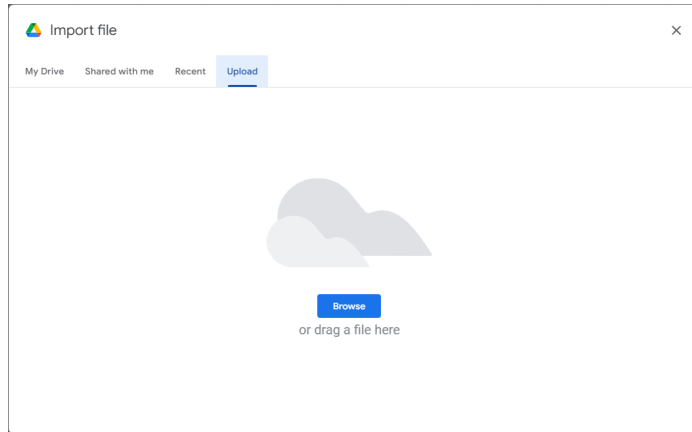 Import file
My Drive Shared with me Recent Upload
Browse
or drag a file here